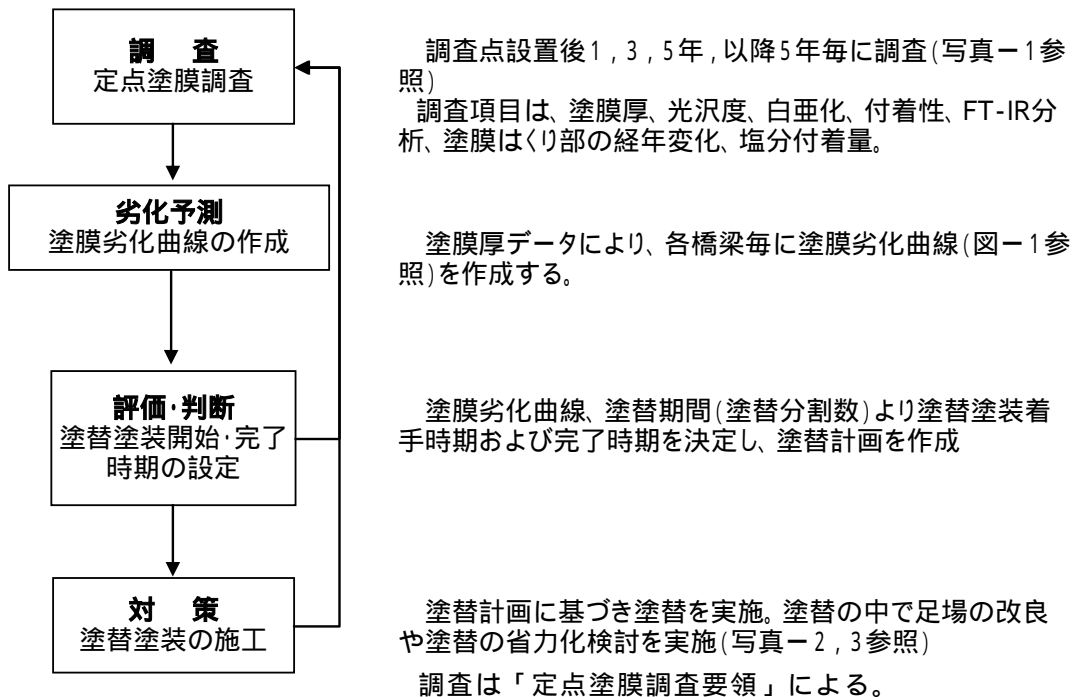 調　査
定点塗膜調査
調査点設置後1,3,5年,以降5年毎に調査(写真ー1参
照)
調査項目は、塗膜厚、光沢度、白亜化、付着性、FT-IR分
析、塗膜はくり部の経年変化、塩分付着量。
劣化予測
塗膜劣化曲線の作成
塗膜厚データにより、各橋梁毎に塗膜劣化曲線(図ー1参
照)を作成する。
評価・判断
塗替塗装開始・完了
時期の設定
塗膜劣化曲線、塗替期間(塗替分割数)より塗替塗装着
手時期および完了時期を決定し、塗替計画を作成
対　策
塗替塗装の施工
塗替計画に基づき塗替を実施。塗替の中で足場の改良
や塗替の省力化検討を実施(写真ー2,3参照)
調査は「定点塗膜調査要領」による。